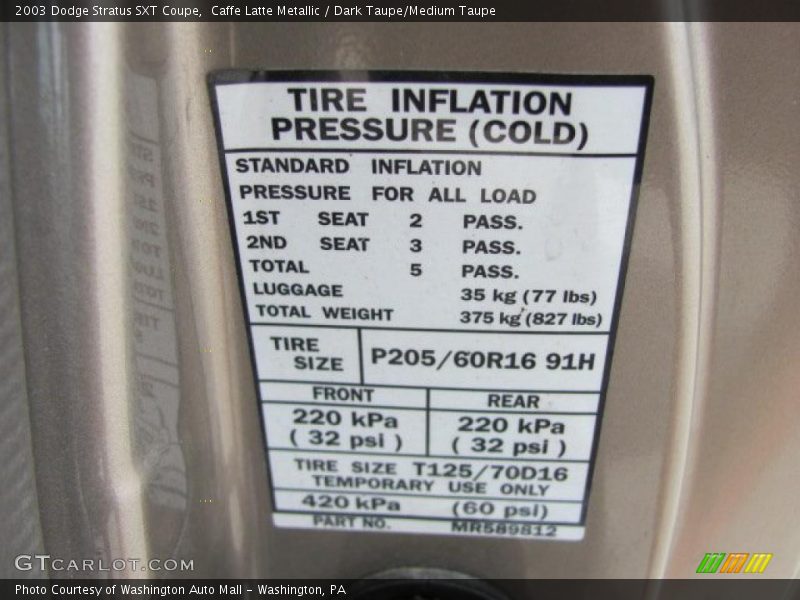 2003 Dodge Stratus SXT Coupe,  Caffe Latte Metallic / Dark Taupe/Medium Taupe
TIRE INFLATION
PRESSURE (COLD)
STANDARD INFLATION
PRESSURE FOR ALL LOAD
1ST SEAT 2 PASS.
2ND SEAT 3 PASS.
TOTAL 5 PASS.
LUGGAGE 35 kg (77 lbs)
TOTAL WEIGHT 375 kg (827 lbs)
TIRE SIZE P205/60R16 91H
FRONT REAR
220 kPa 220 kPa
( 32 psi ) ( 32 psi )
TIRE SIZE T125/70D16
TEMPORARY USE ONLY
420 kPa (60 psi)
PART NO. MR589812
GTCARLOT.COM
Photo Courtesy of Washington Auto Mall - Washington, PA